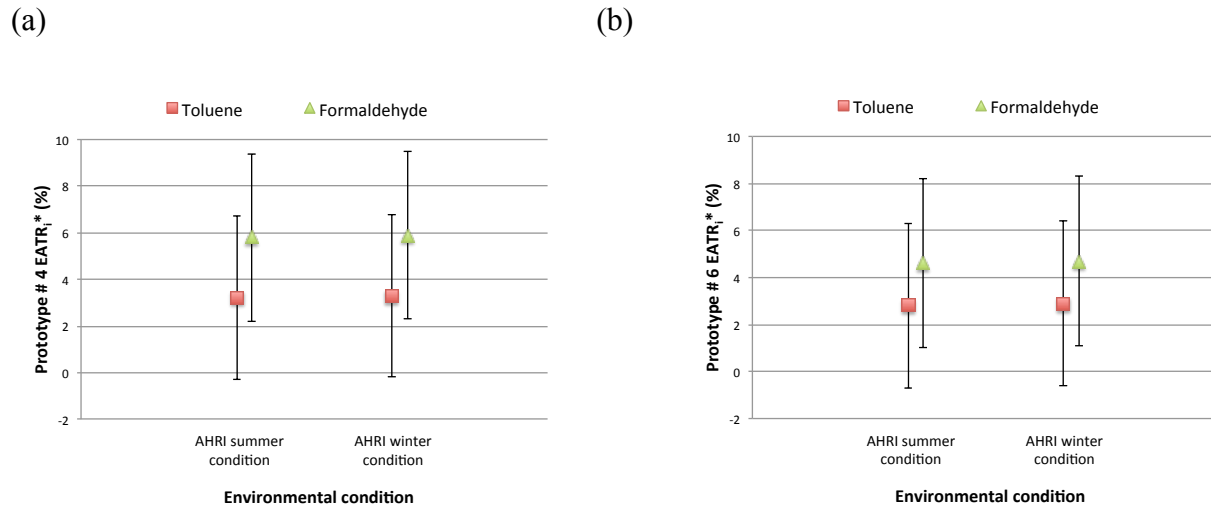 (a)
Toluene
Formaldehyde
10
8
6
4
2
0
-2
Prototype # 4 EATRi* (%)
AHRI summer
condition
AHRI winter
condition
Environmental condition
(b)
Toluene
Formaldehyde
10
8
6
4
2
0
-2
Prototype # 6 EATRi* (%)
AHRI summer
condition
AHRI winter
condition
Environmental condition